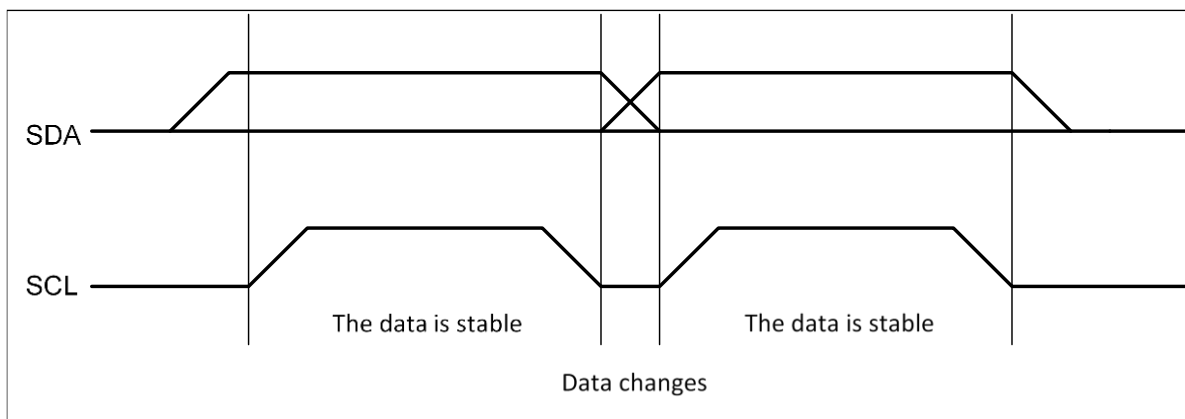 SDA
SCL
The data is stable
The data is stable
Data changes